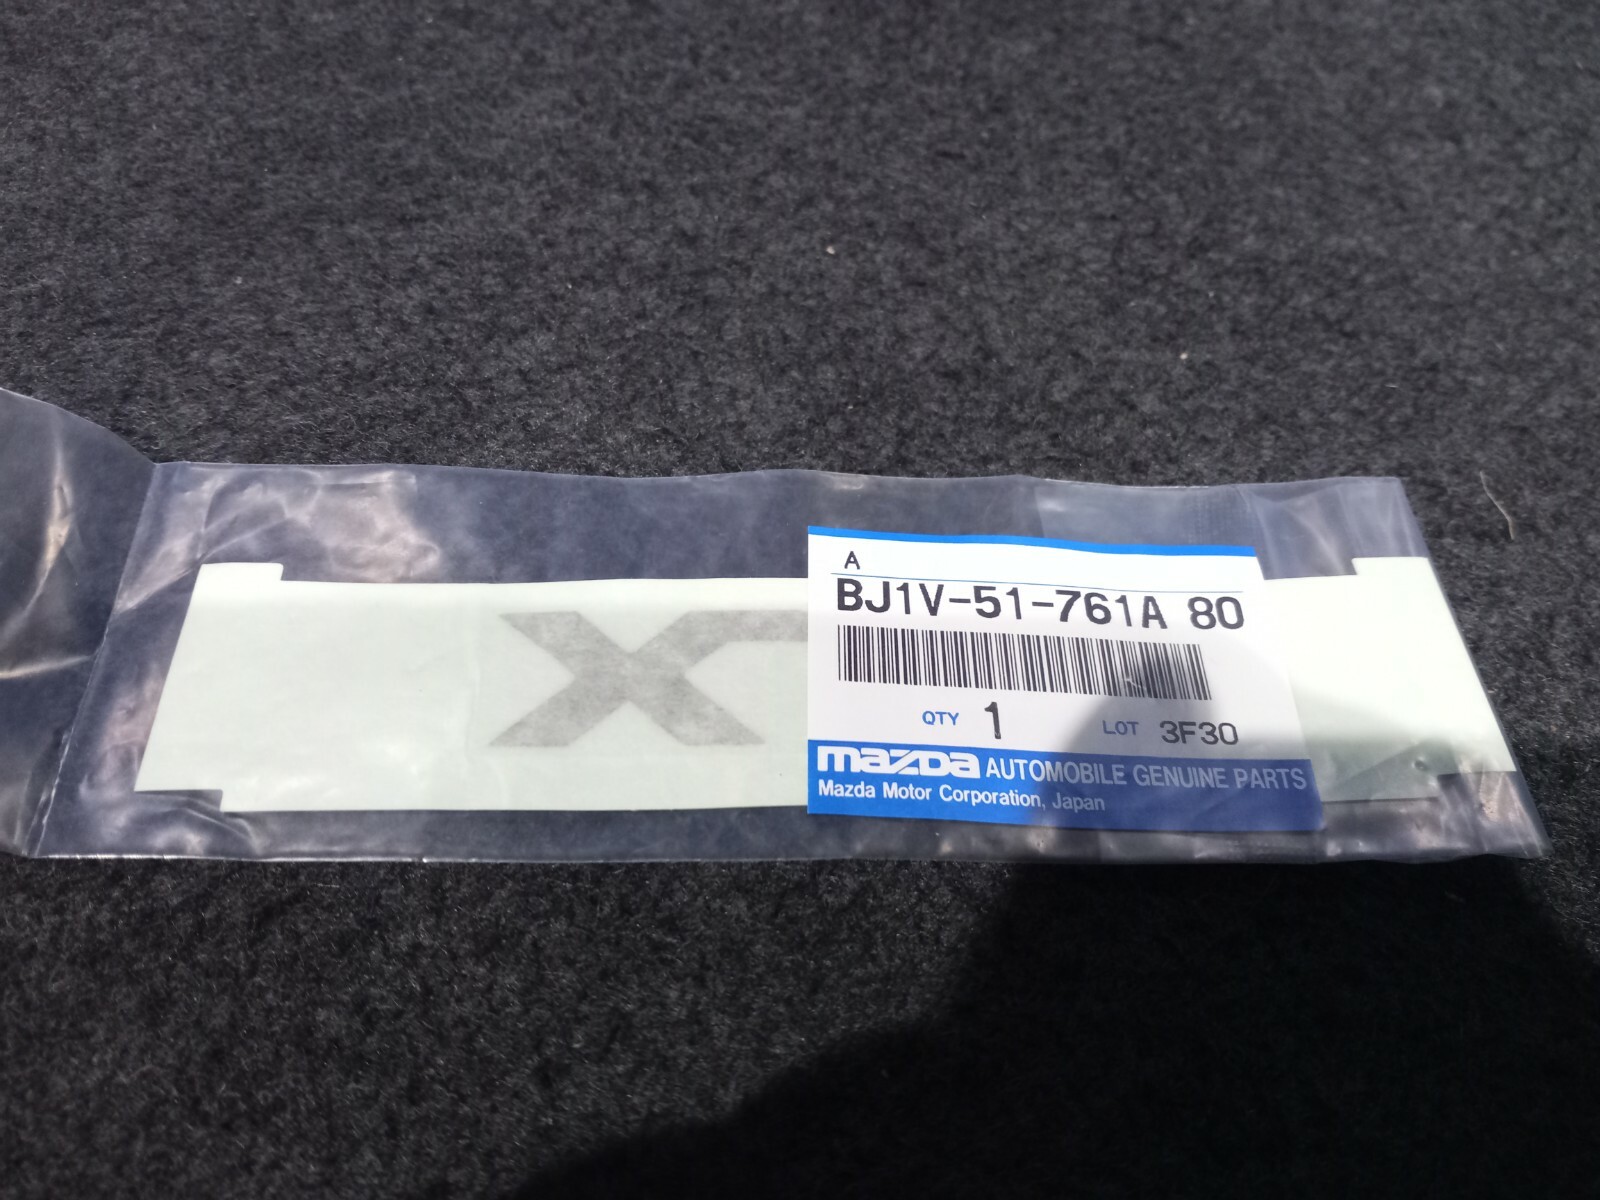 A
BJ1V-51-761A 80
QTY 1 LOT 3F30
mazda AUTOMOBILE GENUINE PARTS
Mazda Motor Corporation, Japan
X